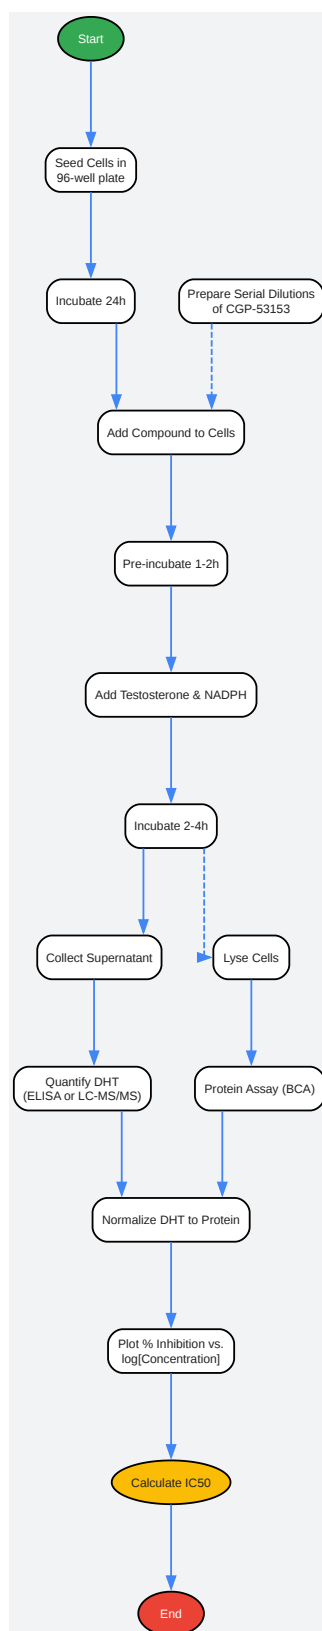 Start
Seed Cells in
96-well plate
Incubate 24h
Prepare Serial Dilutions
of CGP-53153
Add Compound to Cells
Pre-incubate 1-2h
Add Testosterone & NADPH
Incubate 2-4h
Collect Supernatant
Lyse Cells
Quantify DHT
(ELISA or LC-MS/MS)
Protein Assay (BCA)
Normalize DHT to Protein
Plot % Inhibition vs.
log[Concentration]
Calculate IC50
End